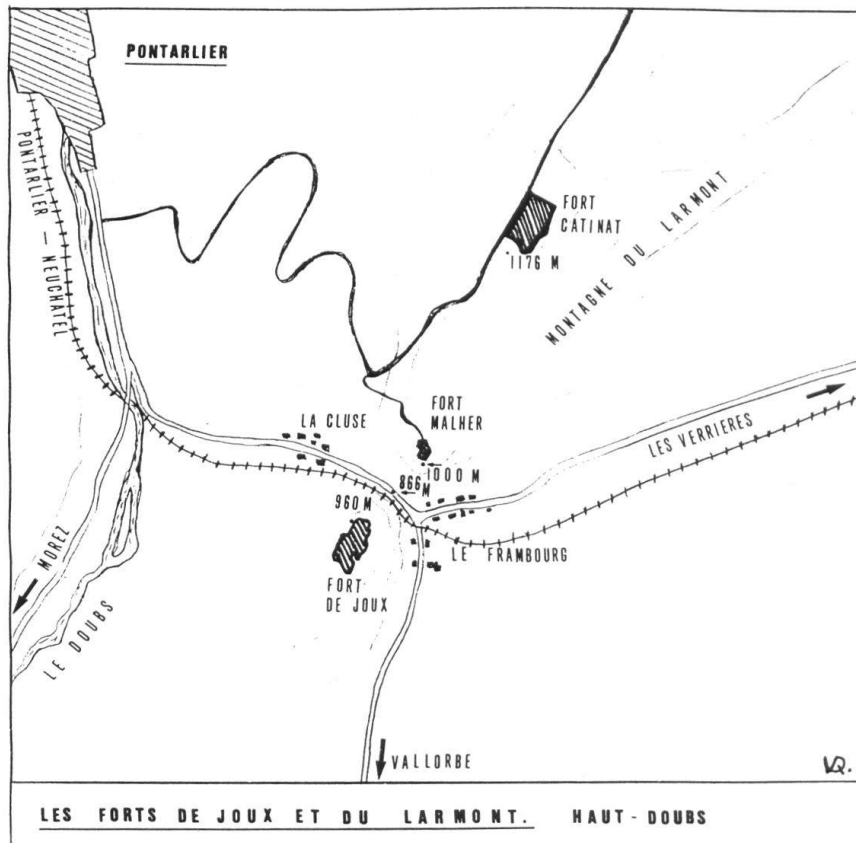 PONTARLIER
PONTARLIER — NEUCHATEL
FORT
CATINAT
1176 M
MONTAGNE DU LARMONT
LA CLUSE
FORT
MALHER
1000 M
866 M
960 M
LES VERRIERES
LE FRAMBOURG
FORT
DE JOUX
MOREZ
LE DOUBS
VALLORBE
LES FORTS DE JOUX ET DU LARMONT. HAUT-DOUBS